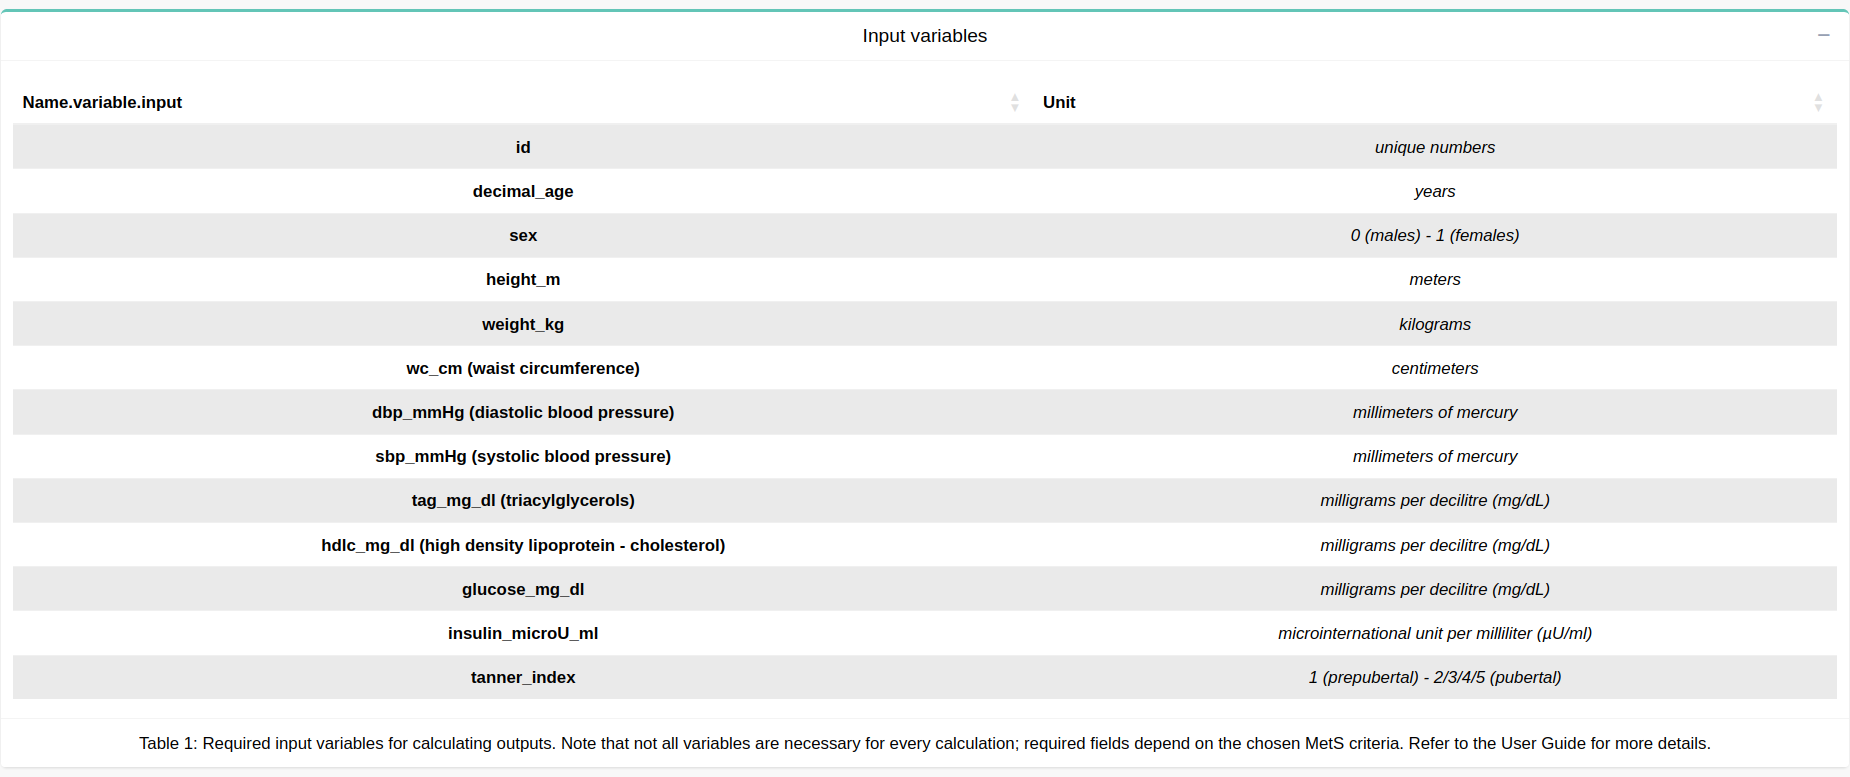 Input variables
Name.variable.input Unit
id unique numbers
decimal_age years
sex 0 (males) - 1 (females)
height_m meters
weight_kg kilograms
wc_cm (waist circumference) centimeters
dbp_mmHg (diastolic blood pressure) millimeters of mercury
sbp_mmHg (systolic blood pressure) millimeters of mercury
tag_mg_dl (triacylglycerols) milligrams per decilitre (mg/dL)
hdlc_mg_dl (high density lipoprotein - cholesterol) milligrams per decilitre (mg/dL)
glucose_mg_dl milligrams per decilitre (mg/dL)
insulin_microU_ml microinternational unit per milliliter (µU/ml)
tanner_index 1 (prepubertal) - 2/3/4/5 (pubertal)
Table 1: Required input variables for calculating outputs. Note that not all variables are necessary for every calculation; required fields depend on the chosen MetS criteria. Refer to the User Guide for more details.